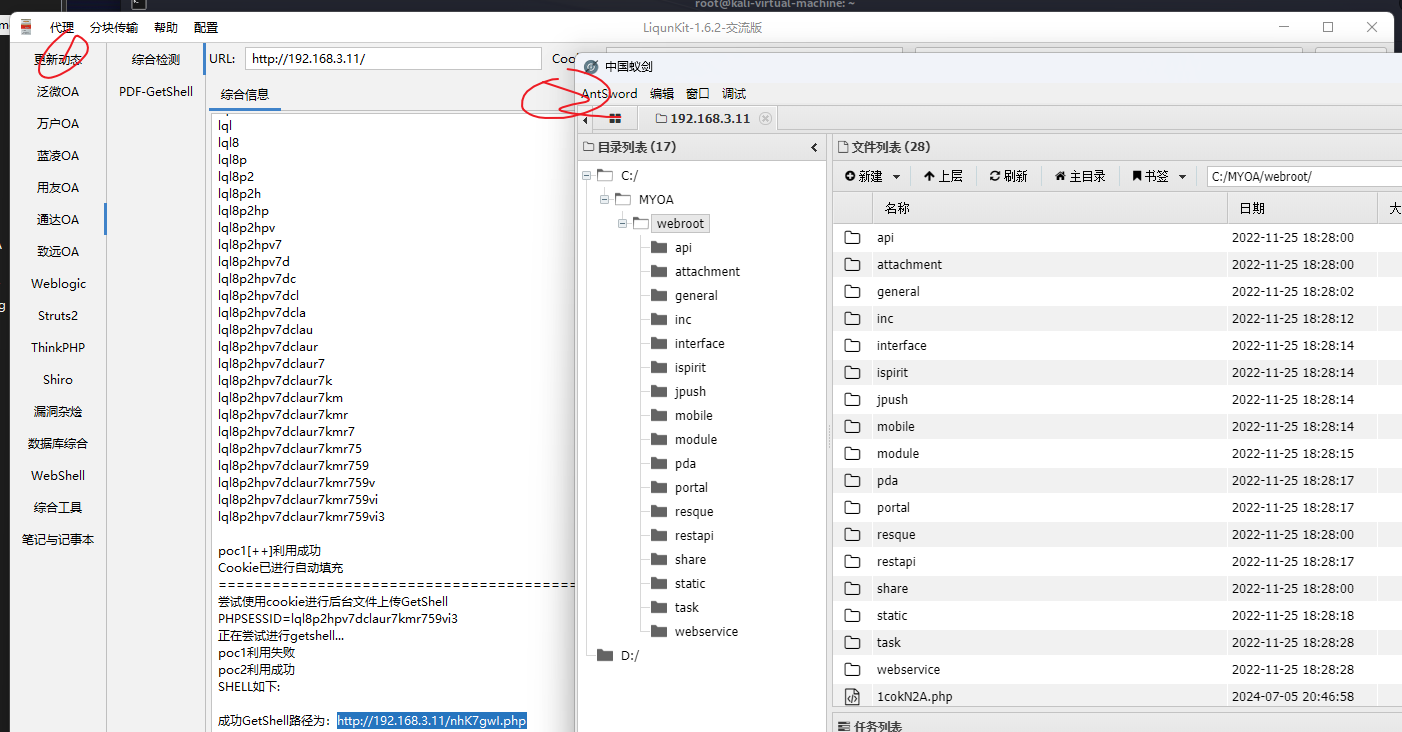 root@kali-virtual-machine: ~
代理 分块传输 帮助 配置
LiqunKit-1.6.2-交流版
更新动态
泛微OA
万户OA
蓝凌OA
用友OA
通达OA
致远OA
Weblogic
Struts2
ThinkPHP
Shiro
漏洞杂烩
数据库综合
WebShell
综合工具
笔记与记事本
综合检测
PDF-GetShell
URL: http://192.168.3.11/
综合信息
lql
lql8
lql8p
lql8p2
lql8p2h
lql8p2hp
lql8p2hpv
lql8p2hpv7
lql8p2hpv7d
lql8p2hpv7dc
lql8p2hpv7dcl
lql8p2hpv7dcla
lql8p2hpv7dclau
lql8p2hpv7dclaur
lql8p2hpv7dclaur7
lql8p2hpv7dclaur7k
lql8p2hpv7dclaur7km
lql8p2hpv7dclaur7kmr
lql8p2hpv7dclaur7kmr7
lql8p2hpv7dclaur7kmr75
lql8p2hpv7dclaur7kmr759
lql8p2hpv7dclaur7kmr759v
lql8p2hpv7dclaur7kmr759vi
lql8p2hpv7dclaur7kmr759vi3
poc1[++]利用成功
Cookie已进行自动填充
========================================
尝试使用cookie进行后台文件上传GetShell
PHPSESSID=lql8p2hpv7dclaur7kmr759vi3
正在尝试进行getshell...
poc1利用失败
poc2利用成功
SHELL如下:
成功GetShell路径为: http://192.168.3.11/nhK7gwI.php
中国蚁剑
AntSword 编辑 窗口 调试
192.168.3.11
目录列表 (17)
C:/
MYOA
webroot
api
attachment
general
inc
interface
ispirit
jpush
mobile
module
pda
portal
resque
restapi
share
static
task
webservice
D:/
文件列表 (28)
新建 上层 刷新 主目录 书签 C:/MYOA/webroot/
名称 日期 大
api 2022-11-25 18:28:00
attachment 2022-11-25 18:28:00
general 2022-11-25 18:28:02
inc 2022-11-25 18:28:12
interface 2022-11-25 18:28:14
ispirit 2022-11-25 18:28:14
jpush 2022-11-25 18:28:14
mobile 2022-11-25 18:28:14
module 2022-11-25 18:28:15
pda 2022-11-25 18:28:17
portal 2022-11-25 18:28:17
resque 2022-11-25 18:28:00
restapi 2022-11-25 18:28:17
share 2022-11-25 18:28:00
static 2022-11-25 18:28:18
task 2022-11-25 18:28:28
webservice 2022-11-25 18:28:28
1cokN2A.php 2024-07-05 20:46:58
任务列表